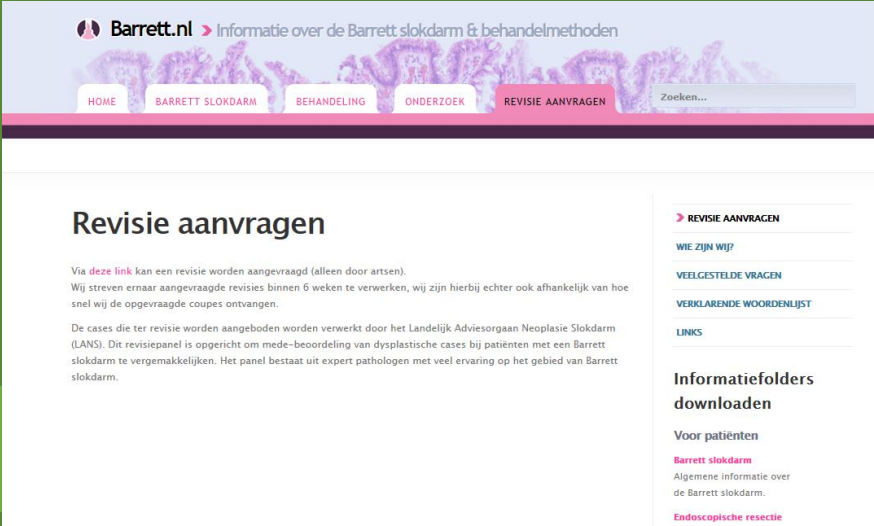 Barrett.nl > Informatie over de Barrett slokdarm & behandelmethoden
HOME BARRETT SLOKDARM BEHANDELING ONDERZOEK REVISIE AANVRAGEN Zoeken...
Revisie aanvragen
Via deze link kan een revisie worden aangevraagd (alleen door artsen).
Wij streven ernaar aangevraagde revisies binnen 6 weken te verwerken, wij zijn hierbij echter ook afhankelijk van hoe
snel wij de opgevraagde coupes ontvangen.
De cases die ter revisie worden aangeboden worden verwerkt door het Landelijk Adviesorgaan Neoplasie Slokdarm
(LANS). Dit revisiepanel is opgericht om mede-beoordeling van dysplastische cases bij patiënten met een Barrett
slokdarm te vergemakkelijken. Het panel bestaat uit expert pathologen met veel ervaring op het gebied van Barrett
slokdarm.
> REVISIE AANVRAGEN
WIE ZIJN WIJ?
VEELGESTELDE VRAGEN
VERKLARENDE WOORDENLIJST
LINKS
Informatiefolders
downloaden
Voor patiënten
Barrett slokdarm
Algemene informatie over
de Barrett slokdarm.
Endoscopische resectie